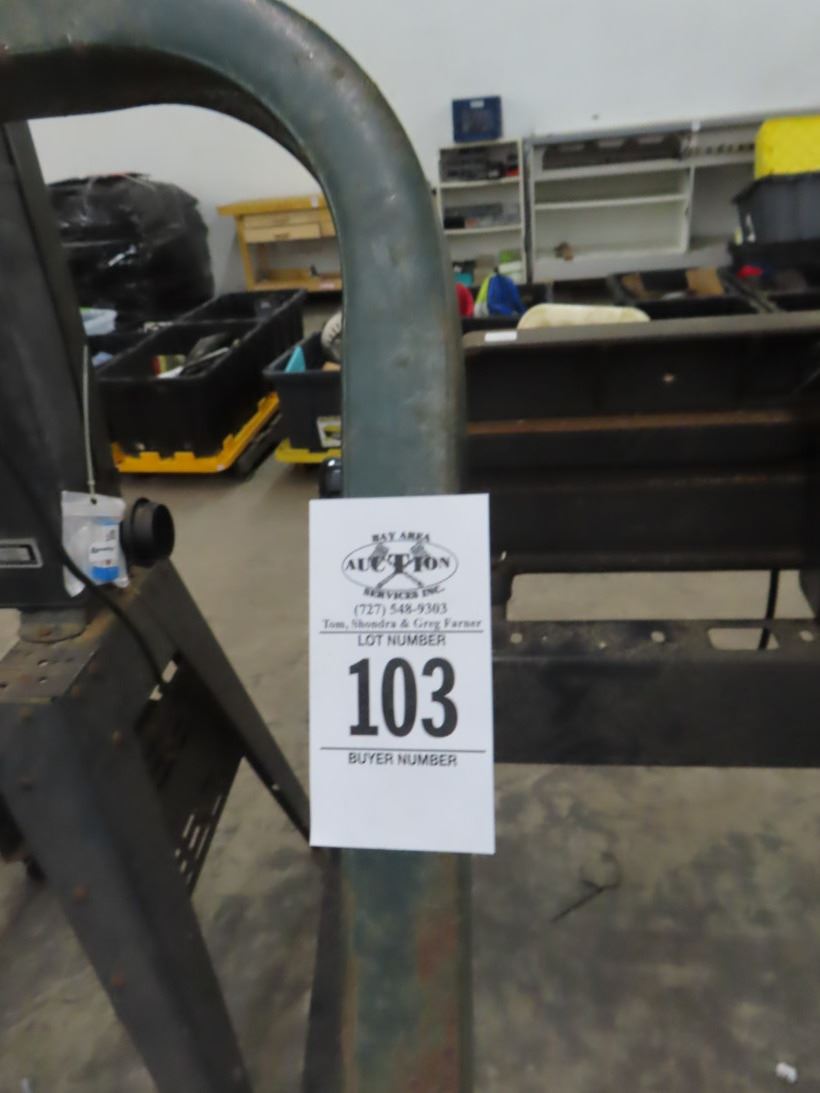 BAY AREA
AUCTION
SERVICES INC.
(727) 548-9303
Tom, Shondra & Greg Farner
LOT NUMBER
103
BUYER NUMBER